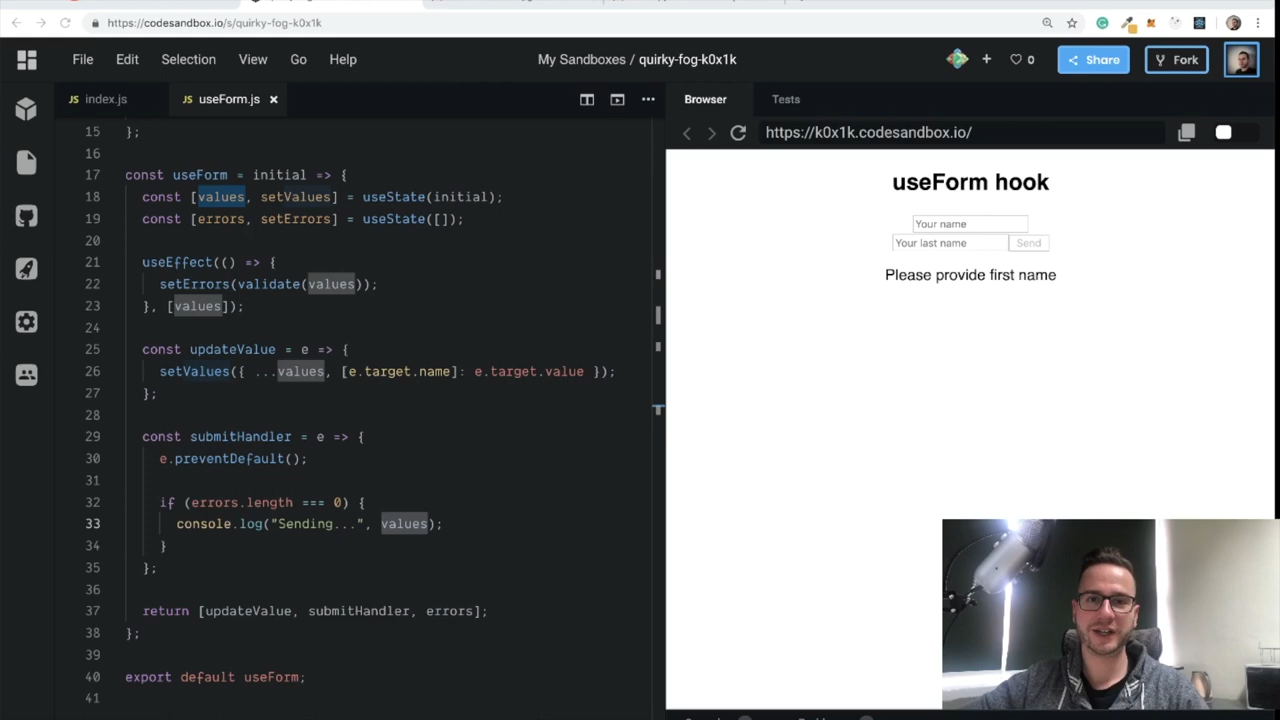 https://codesandbox.io/s/quirky-fog-k0x1k
File Edit Selection View Go Help
My Sandboxes / quirky-fog-k0x1k
0
Share
Fork
JS index.js
JS useForm.js ×
15 };
16
17 const useForm = initial => {
18 const [values, setValues] = useState(initial);
19 const [errors, setErrors] = useState([]);
20
21 useEffect(() => {
22 setErrors(validate(values));
23 }, [values]);
24
25 const updateValue = e => {
26 setValues({ ...values, [e.target.name]: e.target.value });
27 };
28
29 const submitHandler = e => {
30 e.preventDefault();
31
32 if (errors.length === 0) {
33 console.log("Sending...", values);
34 }
35 };
36
37 return [updateValue, submitHandler, errors];
38 };
39
40 export default useForm;
41
Browser Tests
https://k0x1k.codesandbox.io/
useForm hook
Your name
Your last name Send
Please provide first name